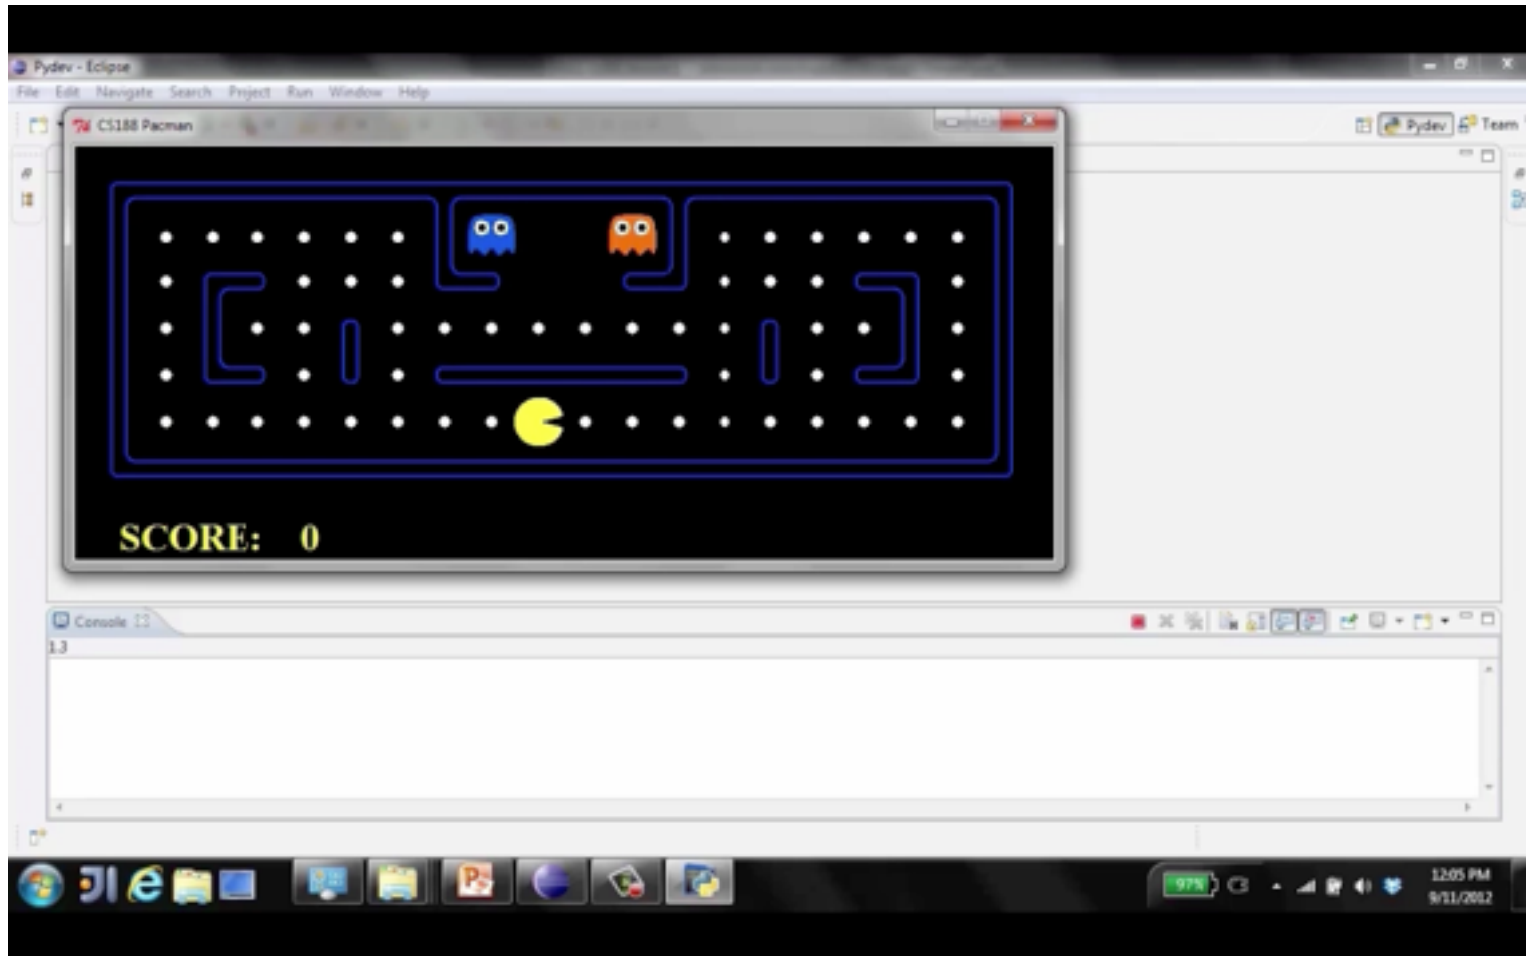 Pydev - Eclipse
File Edit Navigate Search Project Run Window Help
CS188 Pacman
Pydev Team
SCORE: 0
Console
1.3
97%
12:05 PM
9/11/2012